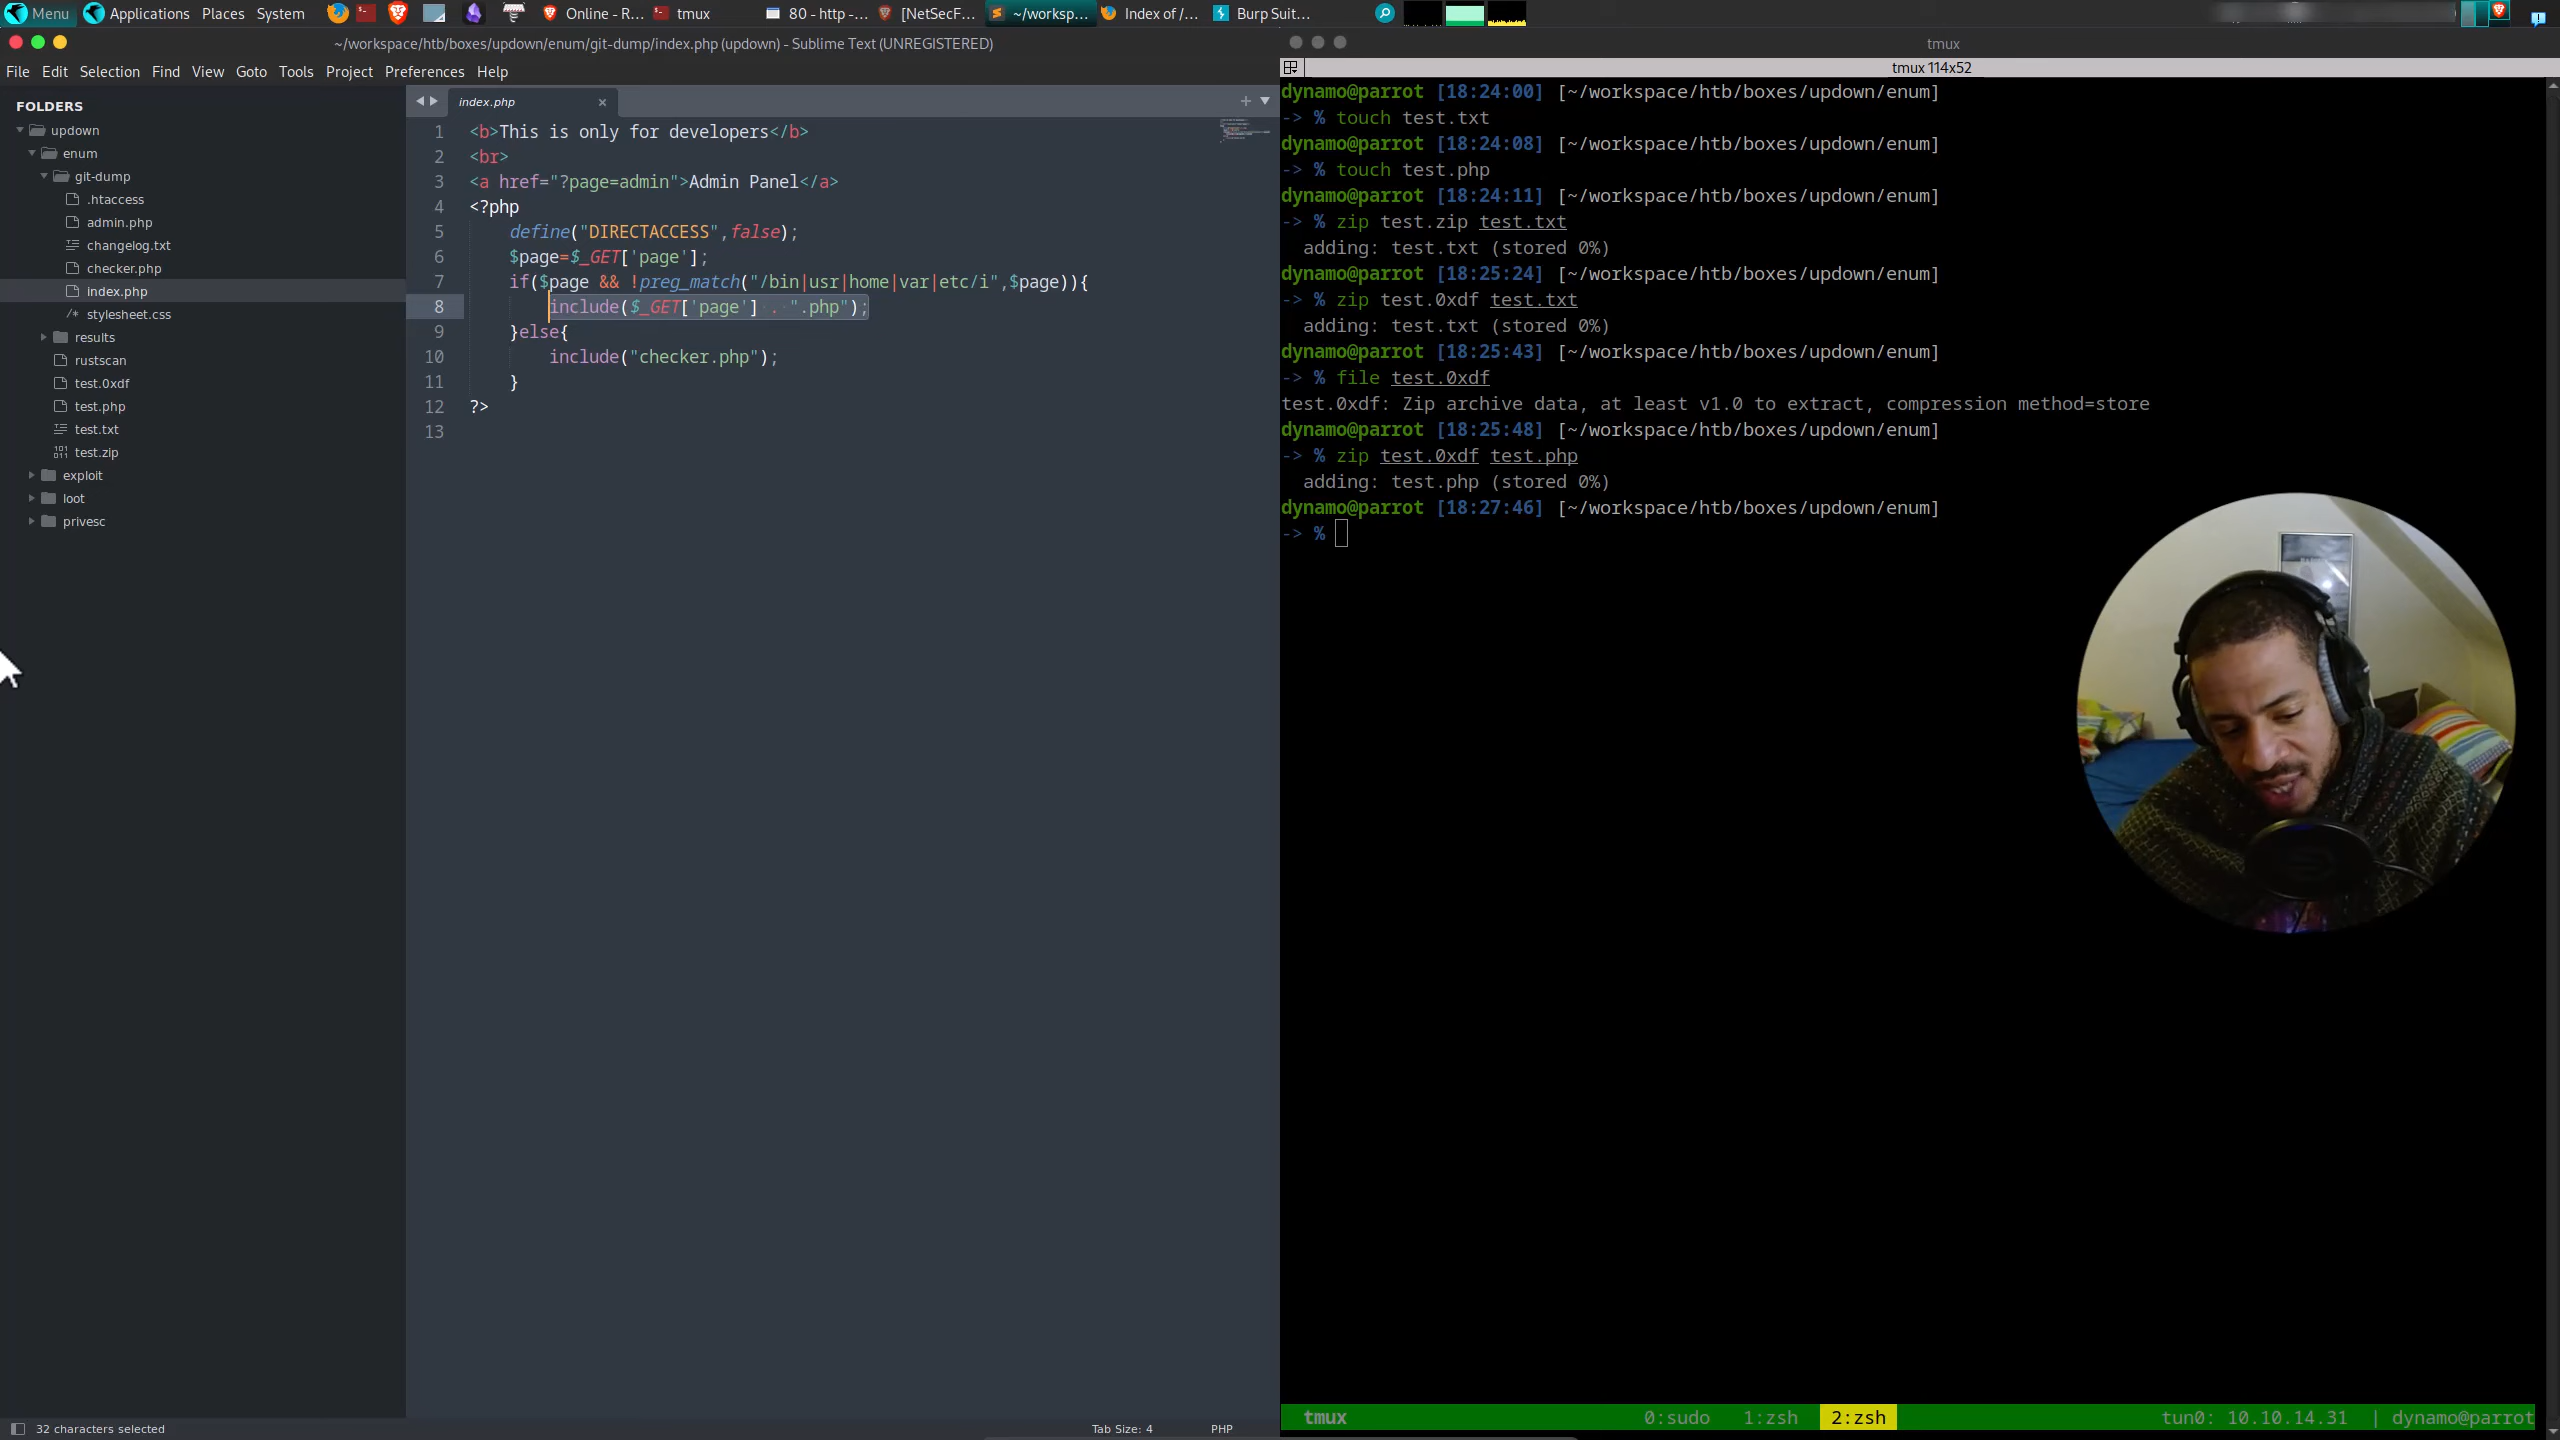 Menu Applications Places System Online - R... tmux 80 - http -... [NetSecF... ~/worksp... Index of /... Burp Suit...
~/workspace/htb/boxes/updown/enum/git-dump/index.php (updown) - Sublime Text (UNREGISTERED)
File Edit Selection Find View Goto Tools Project Preferences Help
FOLDERS
updown
enum
git-dump
.htaccess
admin.php
changelog.txt
checker.php
index.php
/* stylesheet.css
results
rustscan
test.0xdf
test.php
test.txt
test.zip
exploit
loot
privesc
index.php
1 <b>This is only for developers</b>
2 <br>
3 <a href="?page=admin">Admin Panel</a>
4 <?php
5 define("DIRECTACCESS",false);
6 $page=$_GET['page'];
7 if($page && !preg_match("/bin|usr|home|var|etc/i",$page)){
8 include($_GET['page'] . ".php");
9 }else{
10 include("checker.php");
11 }
12 ?>
13
32 characters selected
Tab Size: 4
PHP
tmux
tmux 114x52
dynamo@parrot [18:24:00] [~/workspace/htb/boxes/updown/enum]
-> % touch test.txt
dynamo@parrot [18:24:08] [~/workspace/htb/boxes/updown/enum]
-> % touch test.php
dynamo@parrot [18:24:11] [~/workspace/htb/boxes/updown/enum]
-> % zip test.zip test.txt
adding: test.txt (stored 0%)
dynamo@parrot [18:25:24] [~/workspace/htb/boxes/updown/enum]
-> % zip test.0xdf test.txt
adding: test.txt (stored 0%)
dynamo@parrot [18:25:43] [~/workspace/htb/boxes/updown/enum]
-> % file test.0xdf
test.0xdf: Zip archive data, at least v1.0 to extract, compression method=store
dynamo@parrot [18:25:48] [~/workspace/htb/boxes/updown/enum]
-> % zip test.0xdf test.php
adding: test.php (stored 0%)
dynamo@parrot [18:27:46] [~/workspace/htb/boxes/updown/enum]
-> %
tmux 0:sudo 1:zsh 2:zsh tun0: 10.10.14.31 | dynamo@parrot